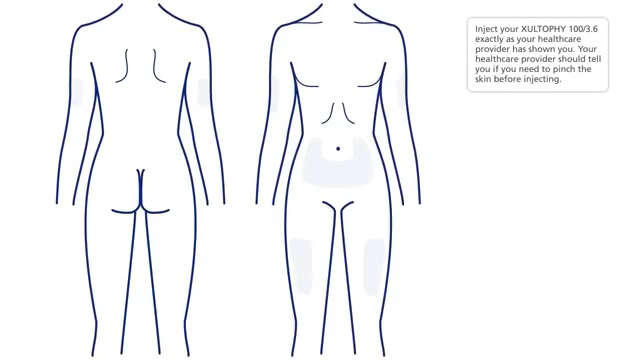 Inject your XULTOPHY 100/3.6
exactly as your healthcare
provider has shown you. Your
healthcare provider should tell
you if you need to pinch the
skin before injecting.